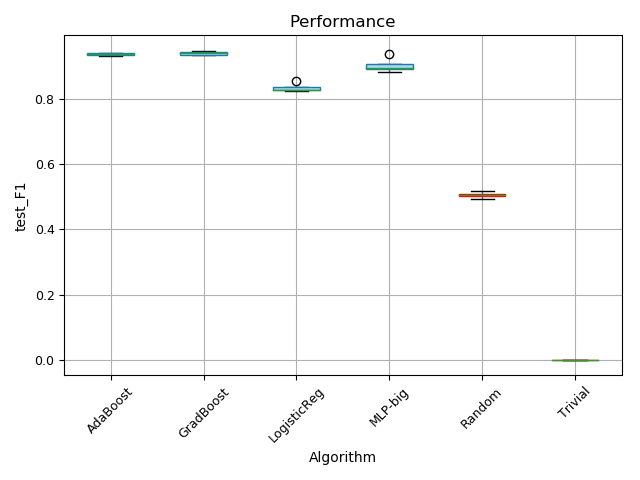 Performance
test_F1
0.8
0.6
0.4
0.2
0.0
AdaBoost
GradBoost
LogisticReg
MLP-big
Random
Trivial
Algorithm